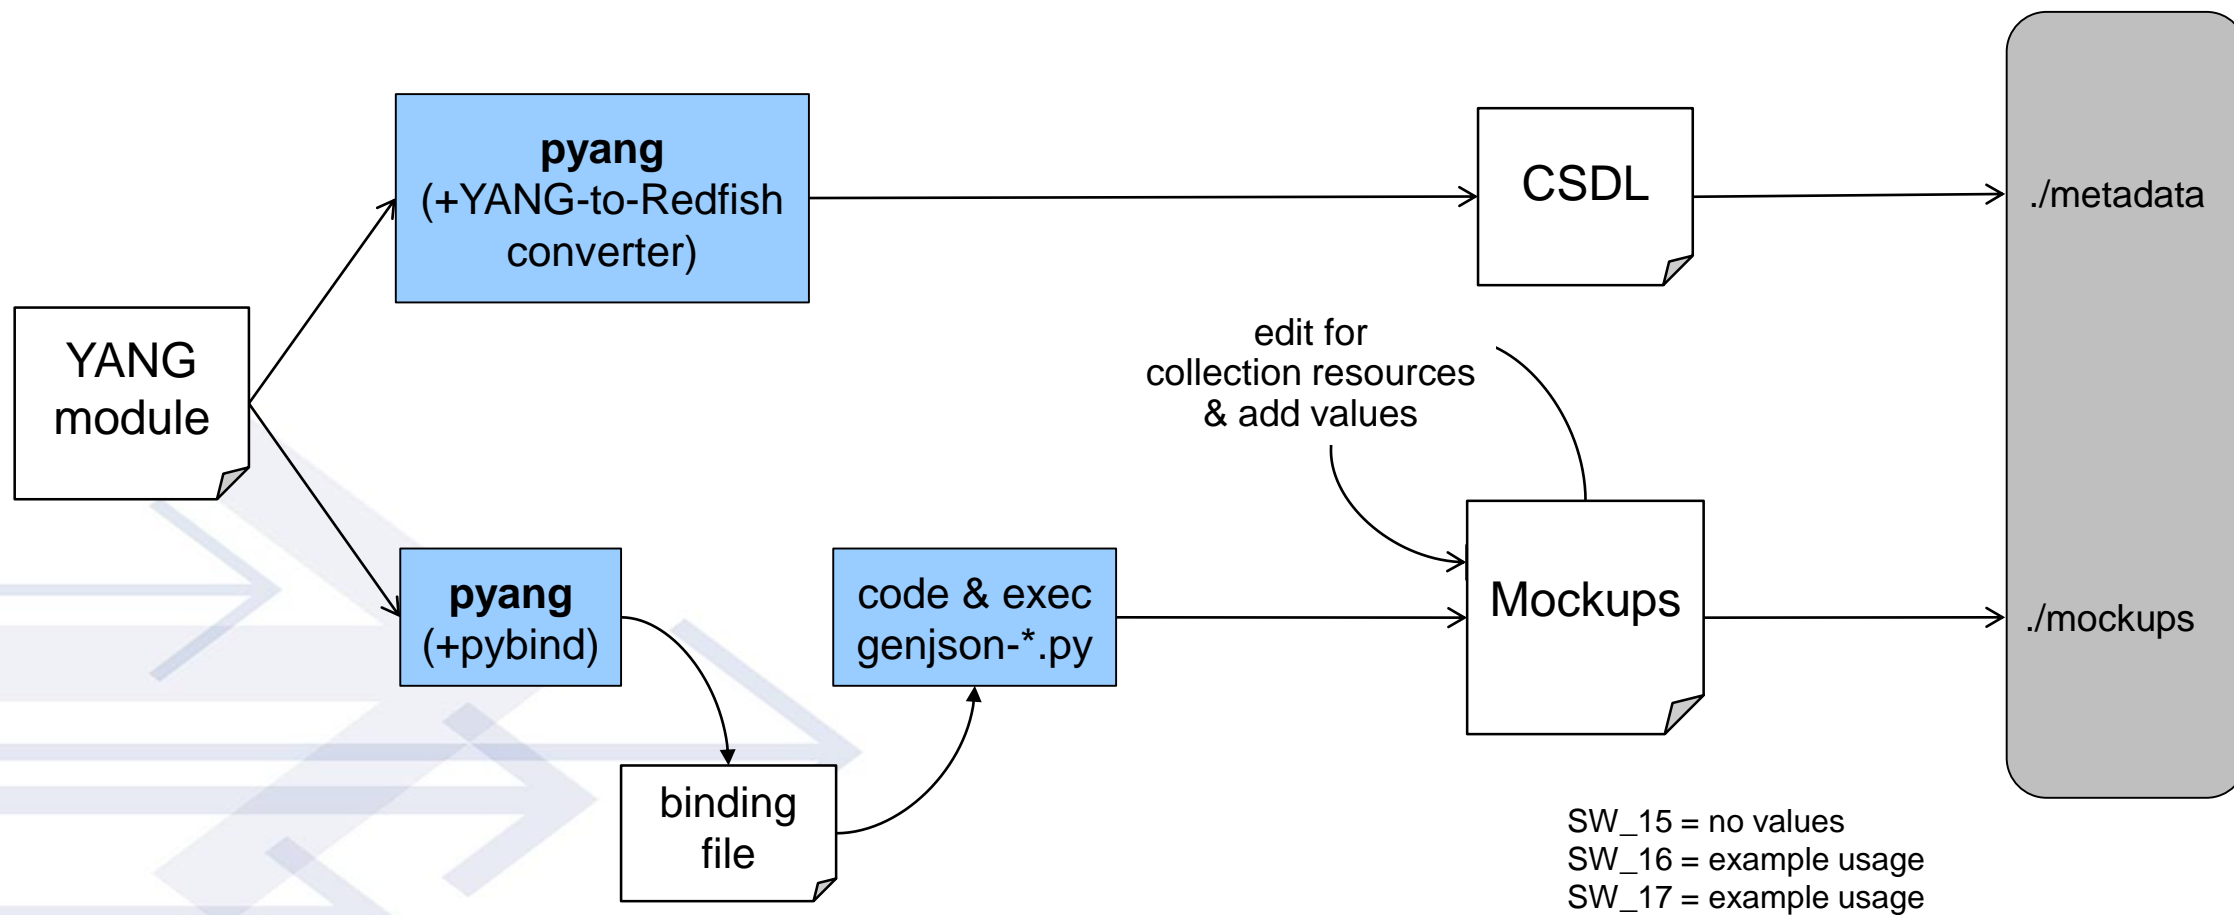 pyang
(+YANG-to-Redfish
converter)
CSDL
./metadata
YANG
module
edit for
collection resources
& add values
pyang
(+pybind)
code & exec
genjson-*.py
Mockups
./mockups
binding
file
SW_15 = no values
SW_16 = example usage
SW_17 = example usage